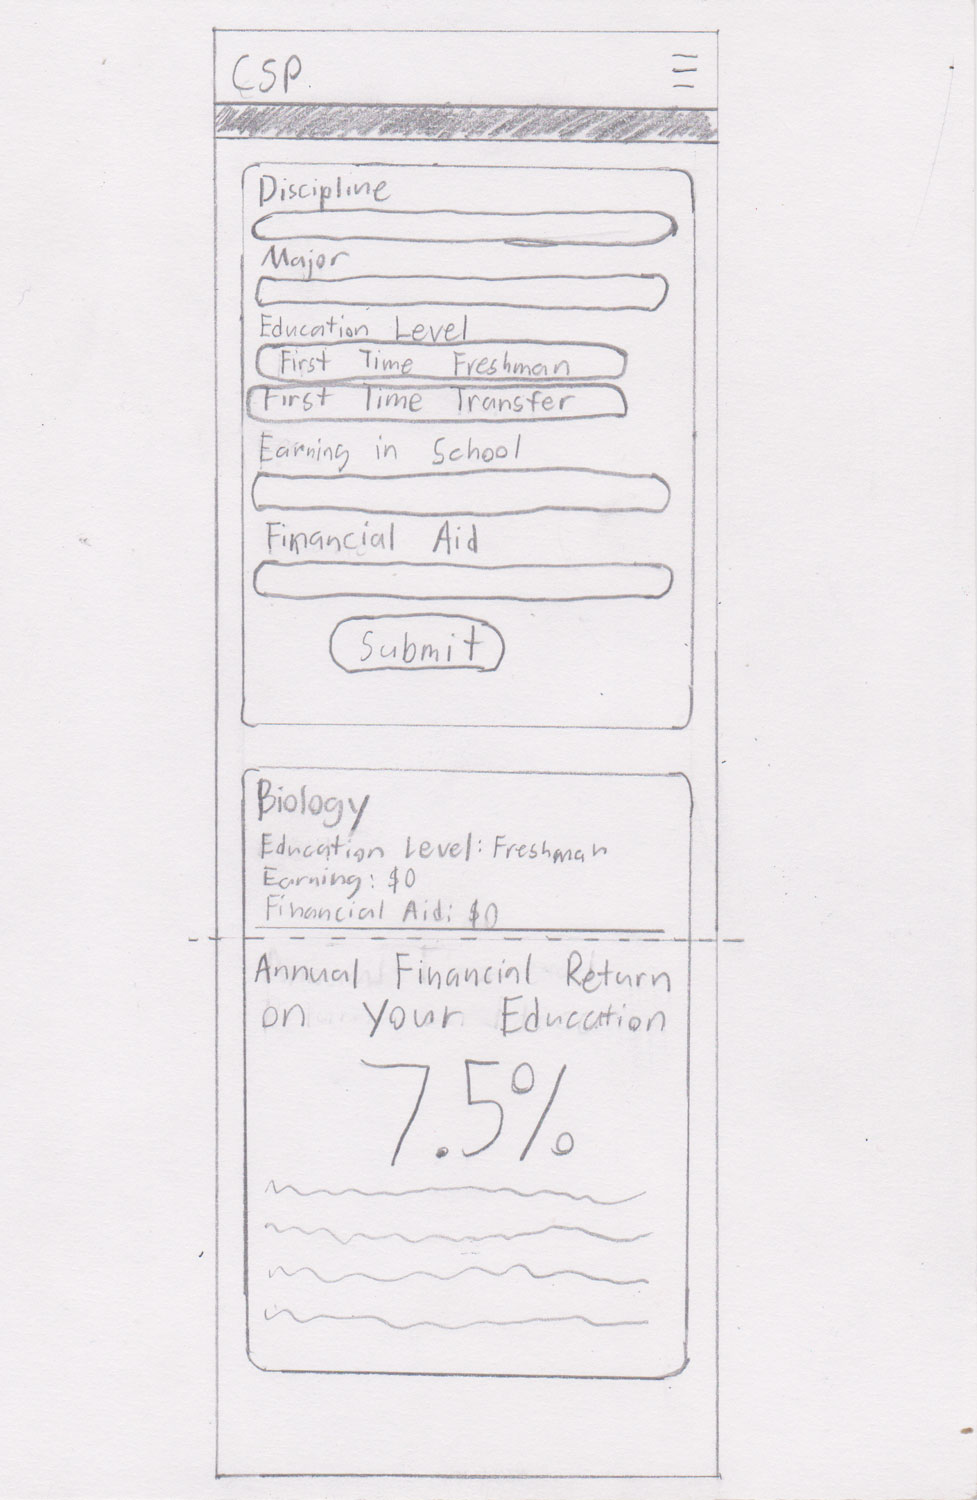 CSP.
Discipline
Major
Education Level
First Time Freshman
First Time Transfer
Earning in School
Financial Aid
Submit
Biology
Education Level: Freshman
Earning: $0
Financial Aid: $0
Annual Financial Return
on Your Education
7.5%